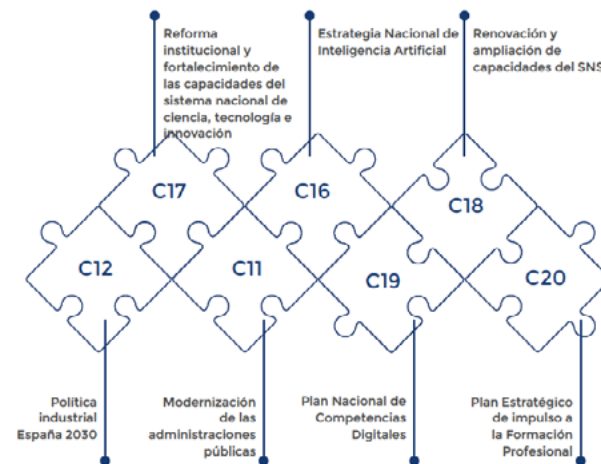 Reforma
institucional y
fortalecimiento de
las capacidades del
sistema nacional de
ciencia, tecnología e
innovación
Estrategia Nacional de
Inteligencia Artificial
Renovación y
ampliación de
capacidades del SNS
C17
C16
C18
C12
C11
C19
C20
Política
industrial
España 2030
Modernización
de las
administraciones
públicas
Plan Nacional de
Competencias
Digitales
Plan Estratégico
de impulso a
la Formación
Profesional